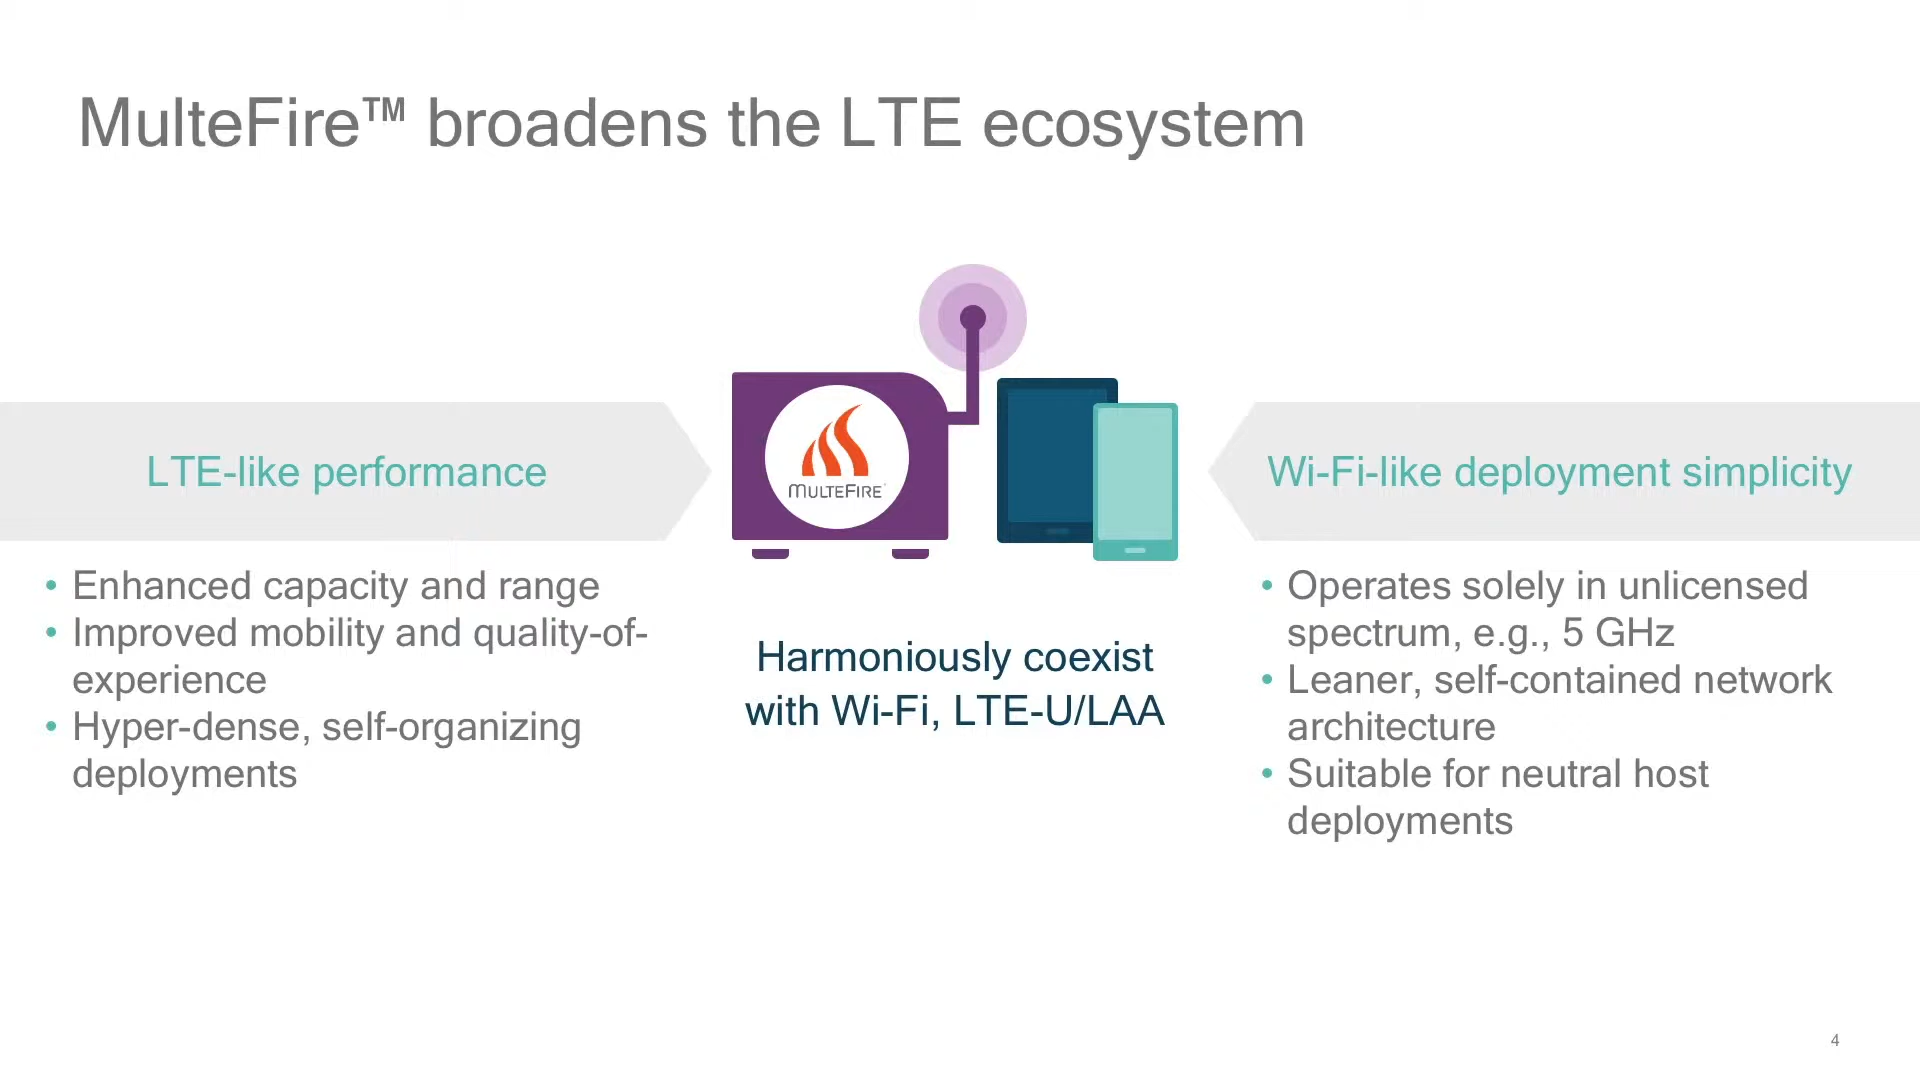 MulteFire™ broadens the LTE ecosystem
LTE-like performance
• Enhanced capacity and range
• Improved mobility and quality-of-
experience
• Hyper-dense, self-organizing
deployments
MULTEFIRE
Harmoniously coexist
with Wi-Fi, LTE-U/LAA
Wi-Fi-like deployment simplicity
• Operates solely in unlicensed
spectrum, e.g., 5 GHz
• Leaner, self-contained network
architecture
• Suitable for neutral host
deployments
4